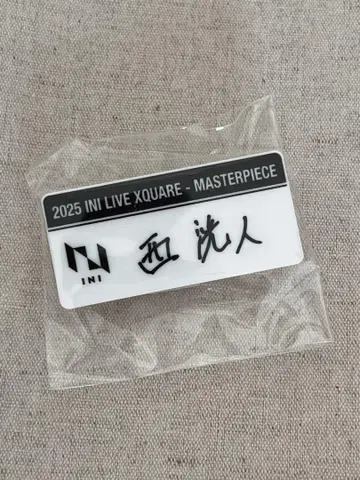 2025 INI LIVE XQUARE - MASTERPIECE
INI
西 洸人